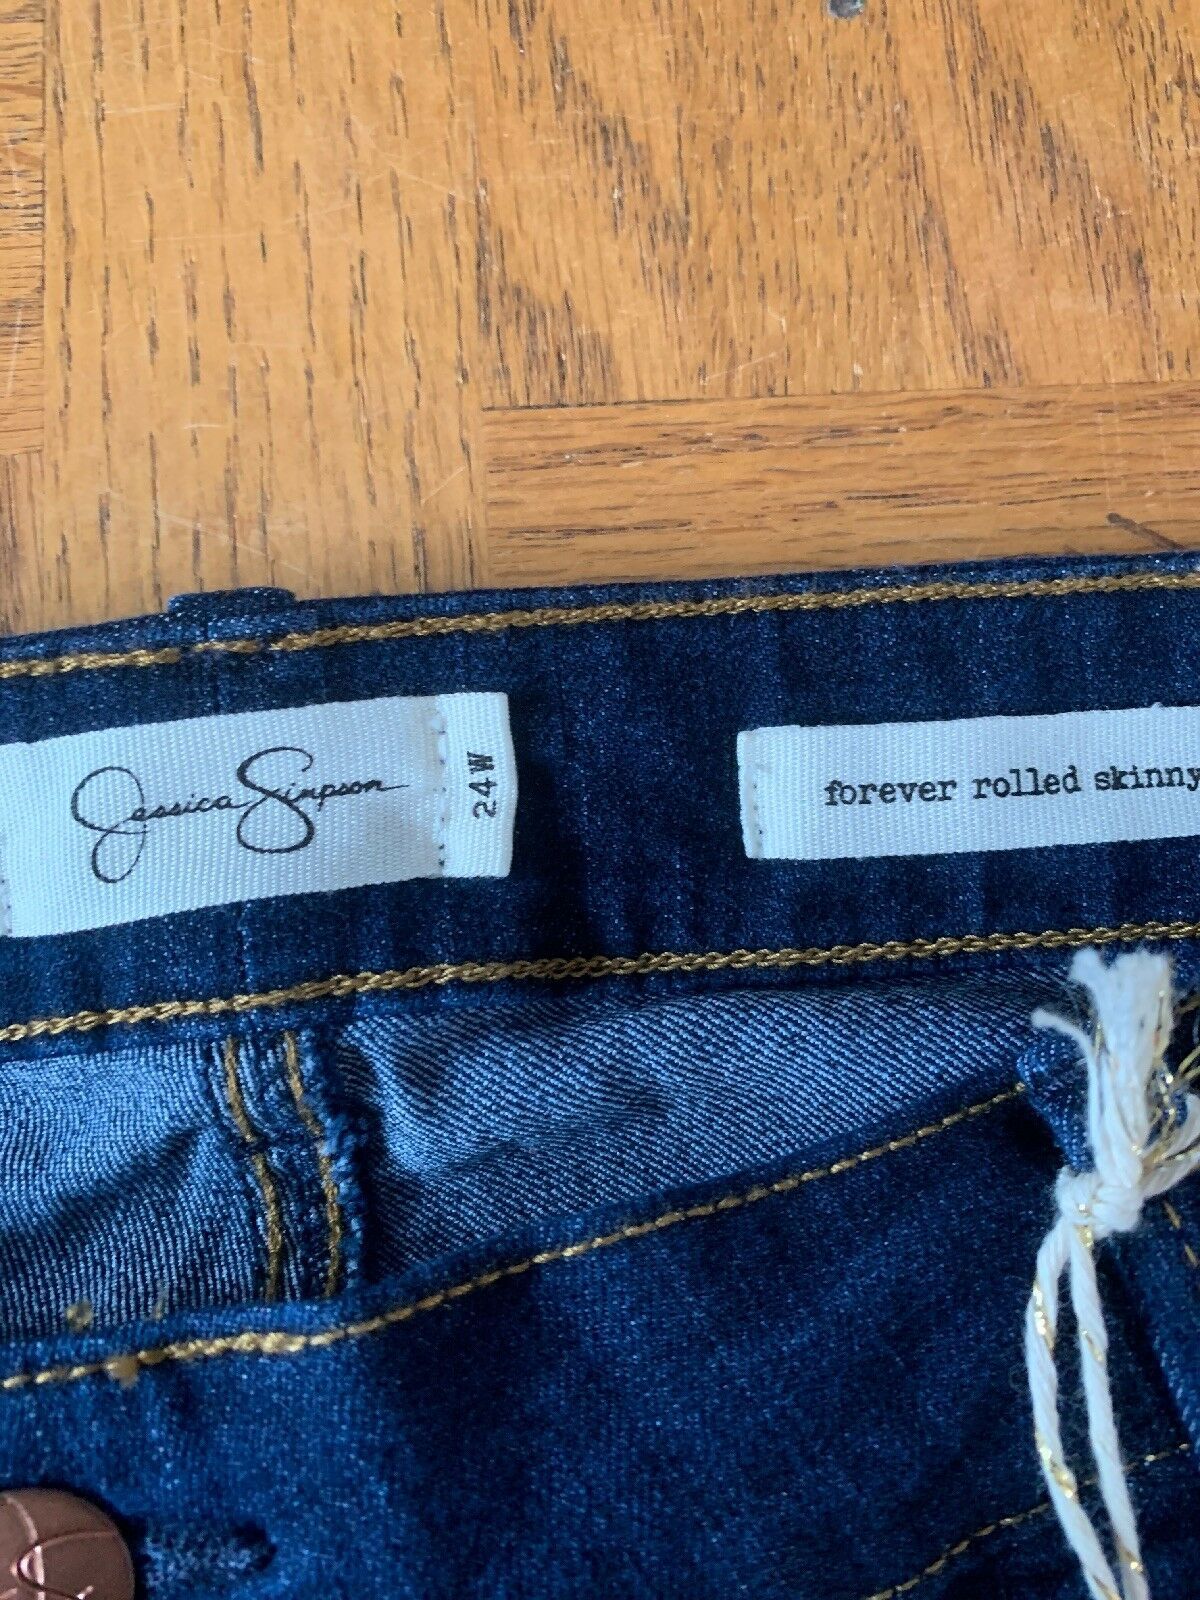 Jessica Simpson
24W
forever rolled skinny